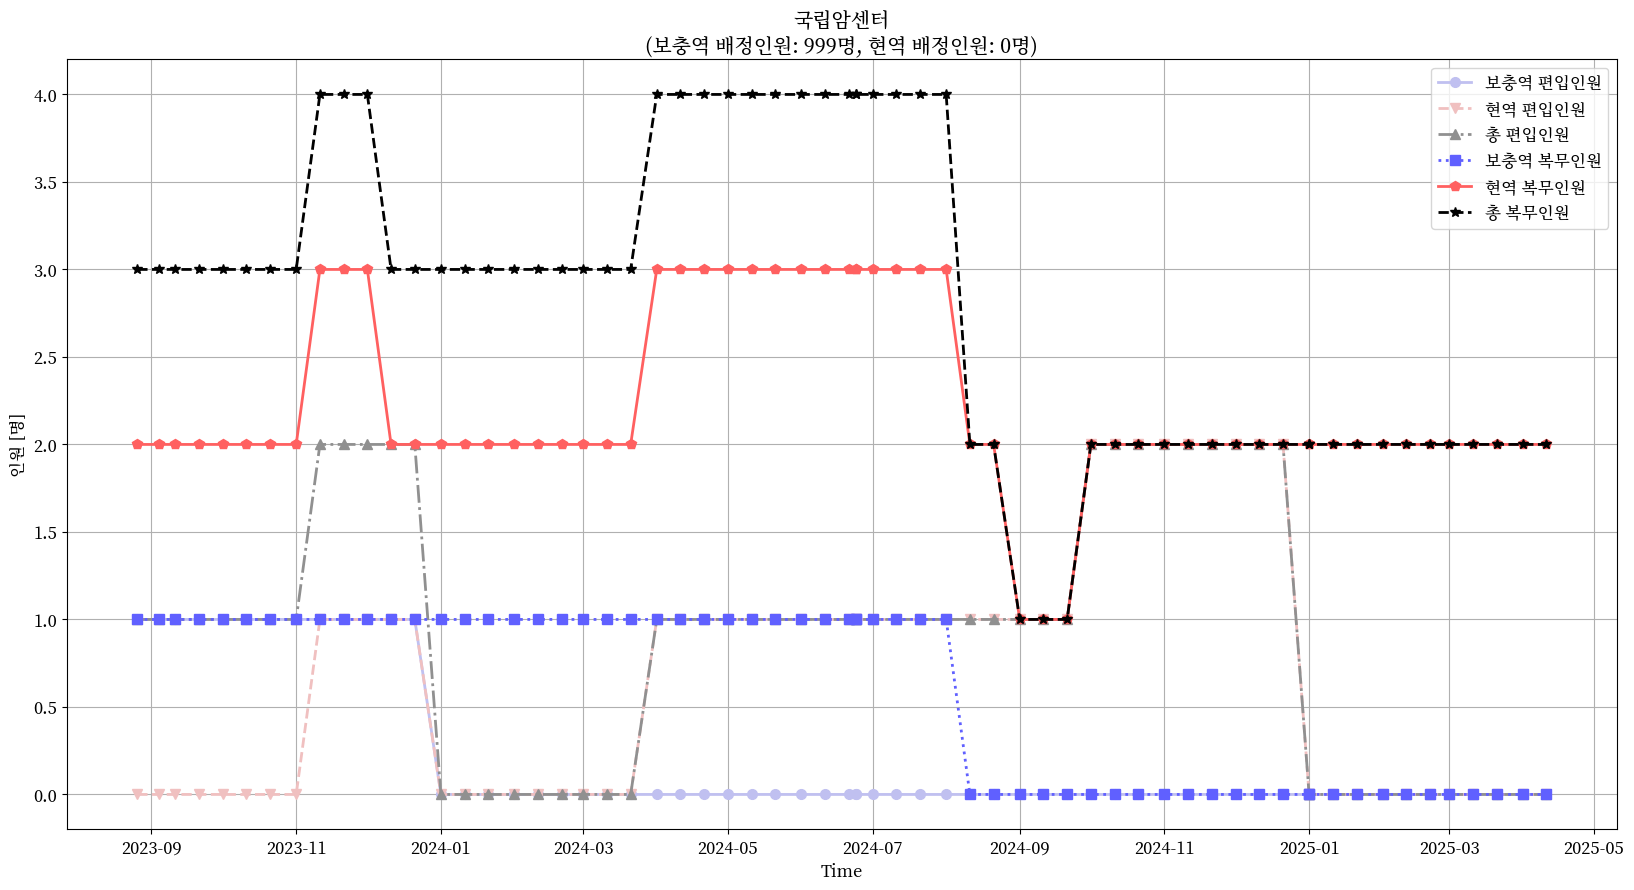 국립암센터
(보충역 배정인원: 999명, 현역 배정인원: 0명)
보충역 편입인원
현역 편입인원
총 편입인원
보충역 복무인원
현역 복무인원
총 복무인원
인원 [명]
4.0
3.5
3.0
2.5
2.0
1.5
1.0
0.5
0.0
2023-09
2023-11
2024-01
2024-03
2024-05
2024-07
2024-09
2024-11
2025-01
2025-03
2025-05
Time